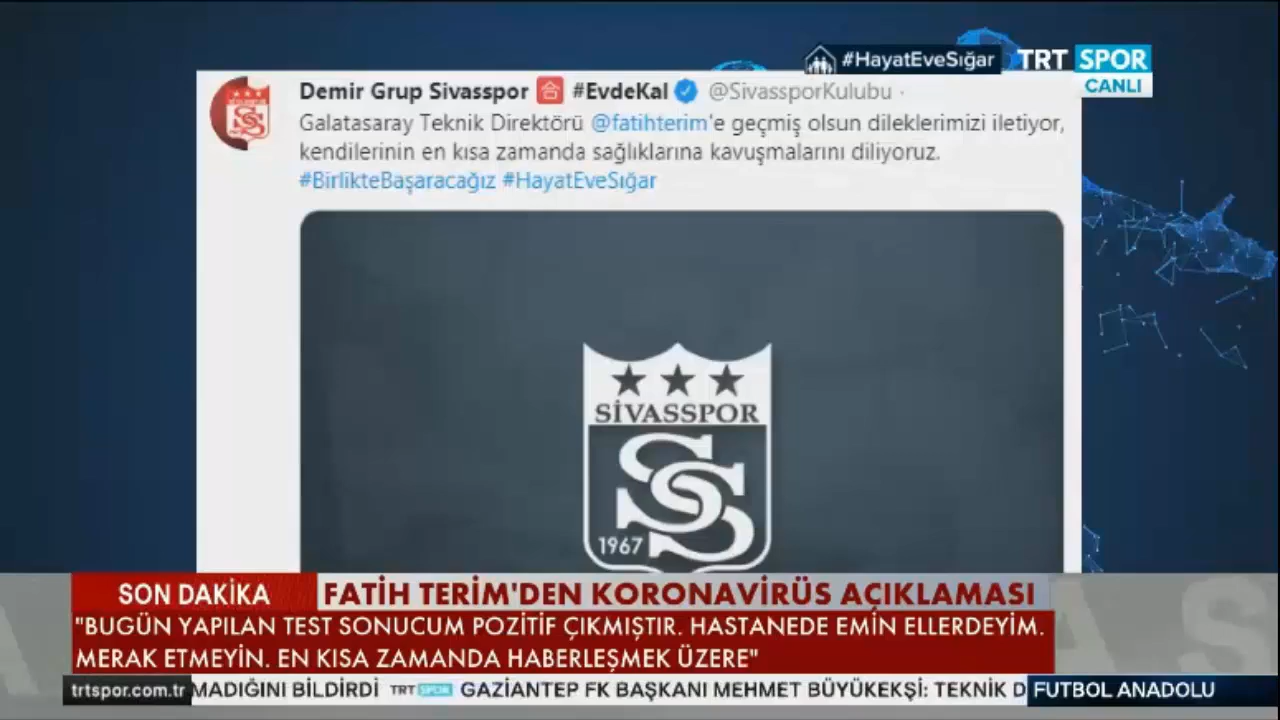 #HayatEveSığar
TRT SPOR
CANLI
Demir Grup Sivasspor #EvdeKal @SivassporKulubu ·
Galatasaray Teknik Direktörü @fatihterim'e geçmiş olsun dileklerimizi iletiyor,
kendilerinin en kısa zamanda sağlıklarına kavuşmalarını diliyoruz.
#BirlikteBaşaracağız #HayatEveSığar
SİVASSPOR
SS
1967
SON DAKİKA
FATİH TERİM'DEN KORONAVİRÜS AÇIKLAMASI
"BUGÜN YAPILAN TEST SONUCUM POZİTİF ÇIKMIŞTIR. HASTANEDE EMİN ELLERDEYİM.
MERAK ETMEYİN. EN KISA ZAMANDA HABERLEŞMEK ÜZERE"
trtspor.com.tr MADIĞINI BİLDİRDİ TRT SPOR GAZİANTEP FK BAŞKANI MEHMET BÜYÜKEKŞİ: TEKNİK D FUTBOL ANADOLU